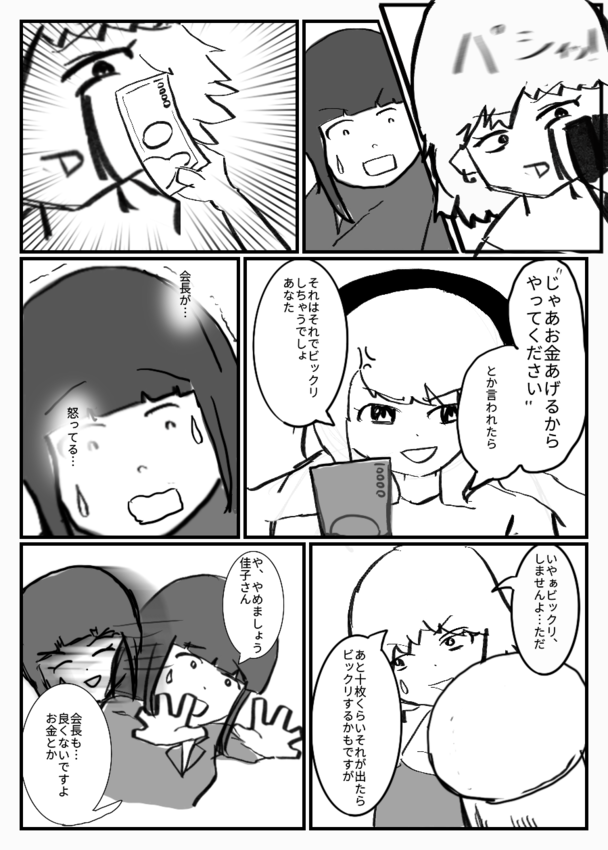 パシャッ
10000
"じゃあお金あげるから
やってください"
とか言われたら
それはそれでビックリ
しちゃうでしょ
あなた
10000
会長が…
怒ってる…
いやぁビックリ、
しませんよ…ただ
あと十枚くらいそれが出たら
ビックリするかもですが
や、やめましょう
佳子さん
会長も…
良くないですよ
お金とか